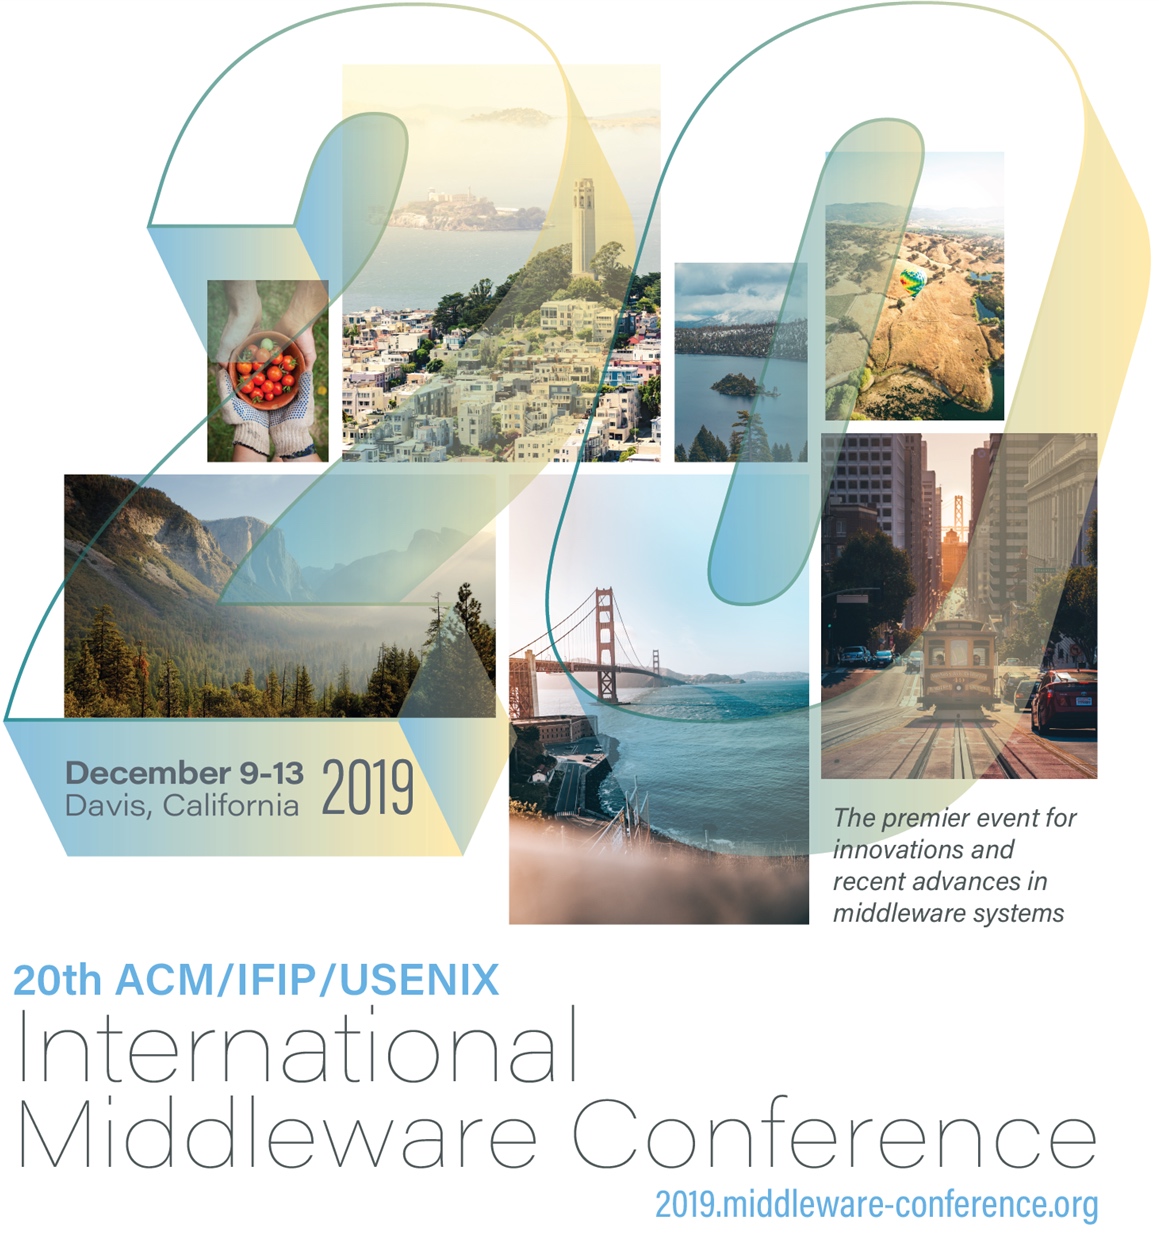 20
December 9-13
Davis, California
2019
The premier event for
innovations and
recent advances in
middleware systems
20th ACM/IFIP/USENIX
International
Middleware Conference
2019.middleware-conference.org